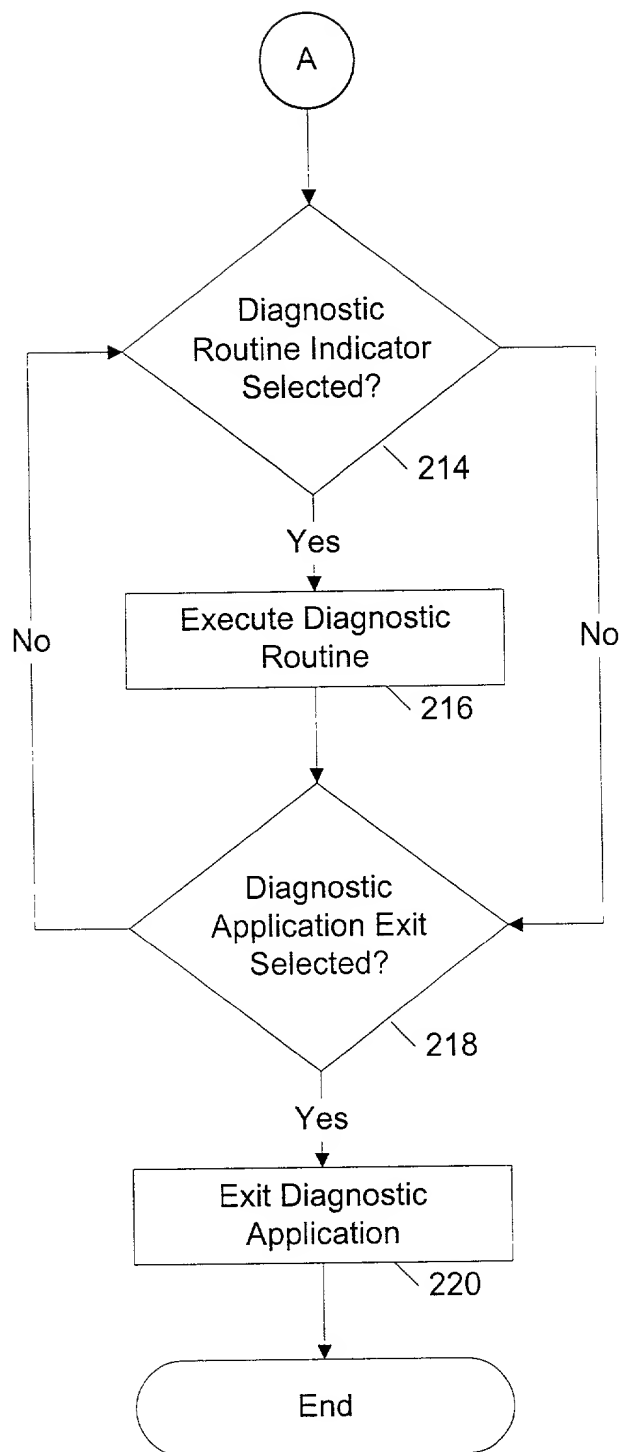 A
Diagnostic
Routine Indicator
Selected?
214
Yes
Execute Diagnostic
Routine
No
No
216
Diagnostic
Application Exit
Selected?
218
Yes
Exit Diagnostic
Application
220
End